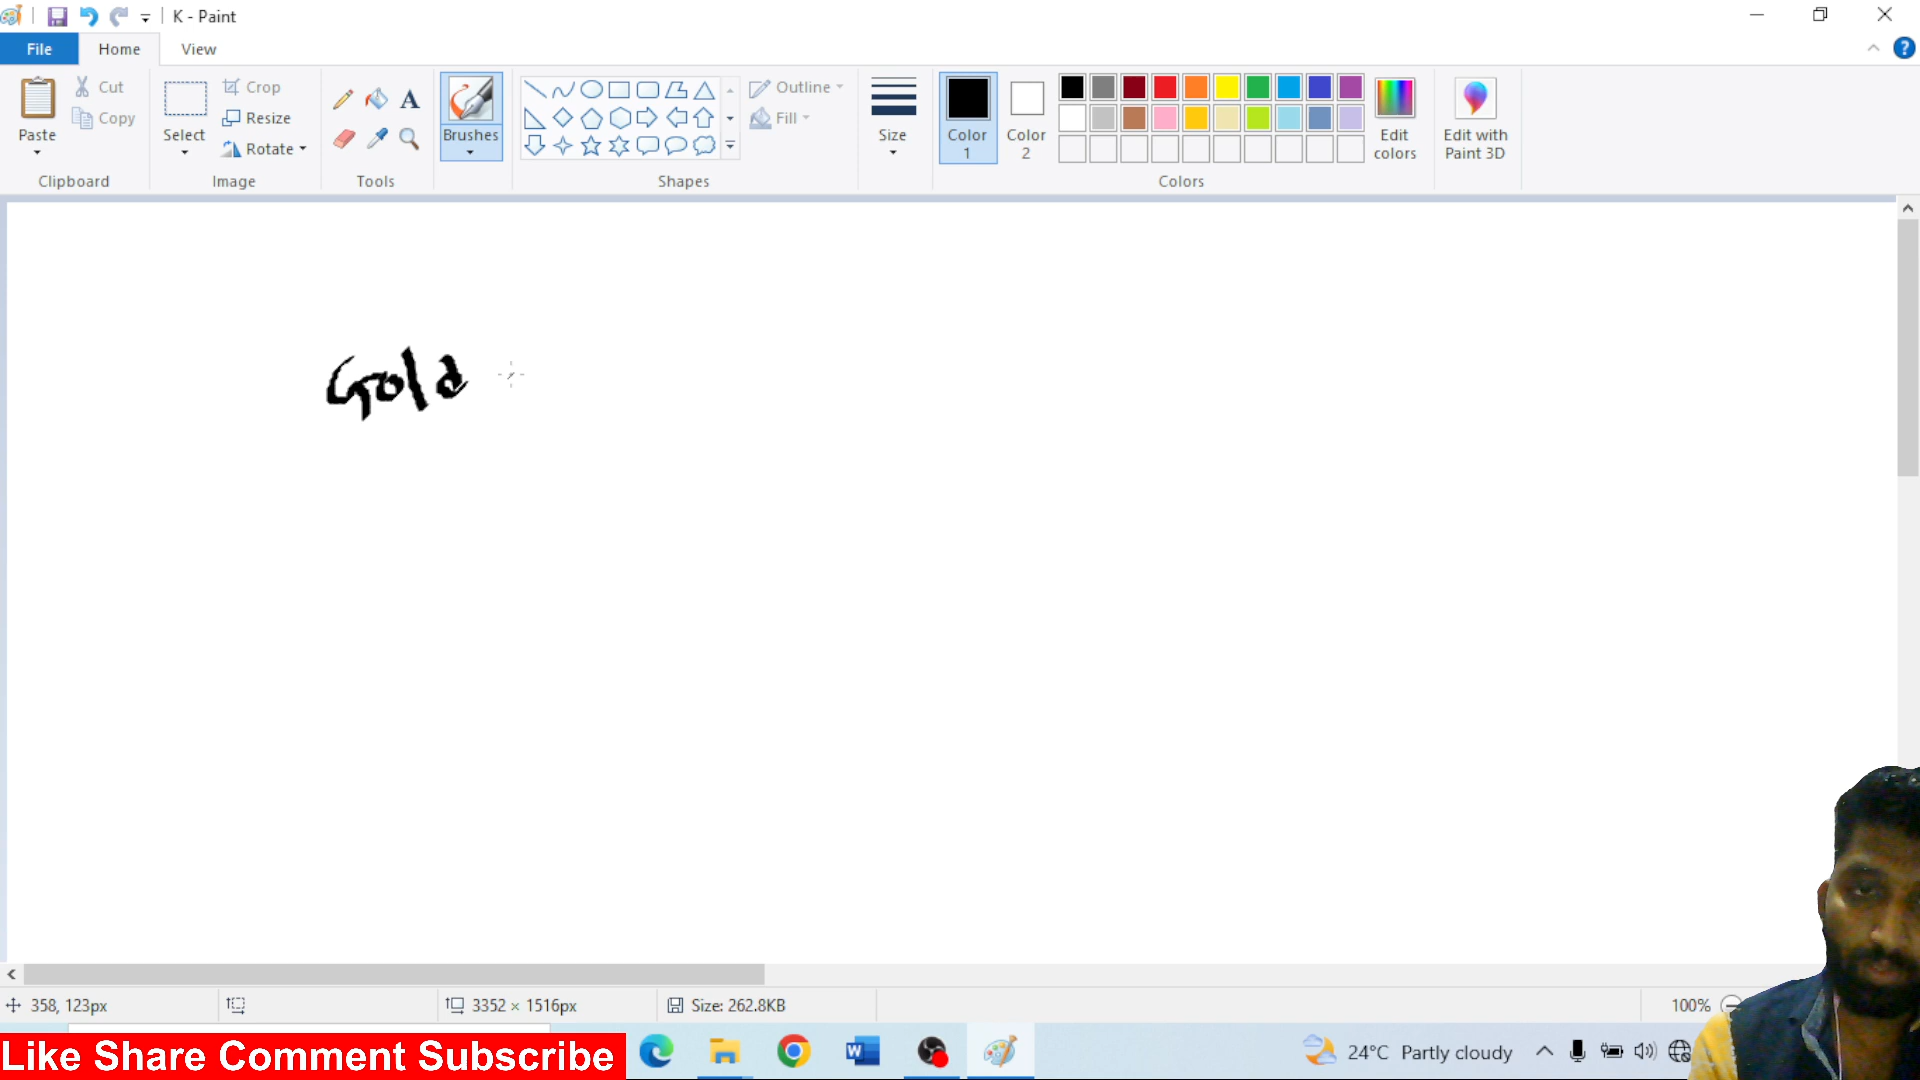 K - Paint
File Home View
Paste Cut Copy Clipboard
Select Crop Resize Rotate Image
A Tools
Brushes
Outline Fill Shapes
Size
Color 1 Color 2 Edit colors Colors
Edit with Paint 3D
?
Gold
358, 123px 3352 × 1516px Size: 262.8KB 100%
Like Share Comment Subscribe
W
24°C Partly cloudy